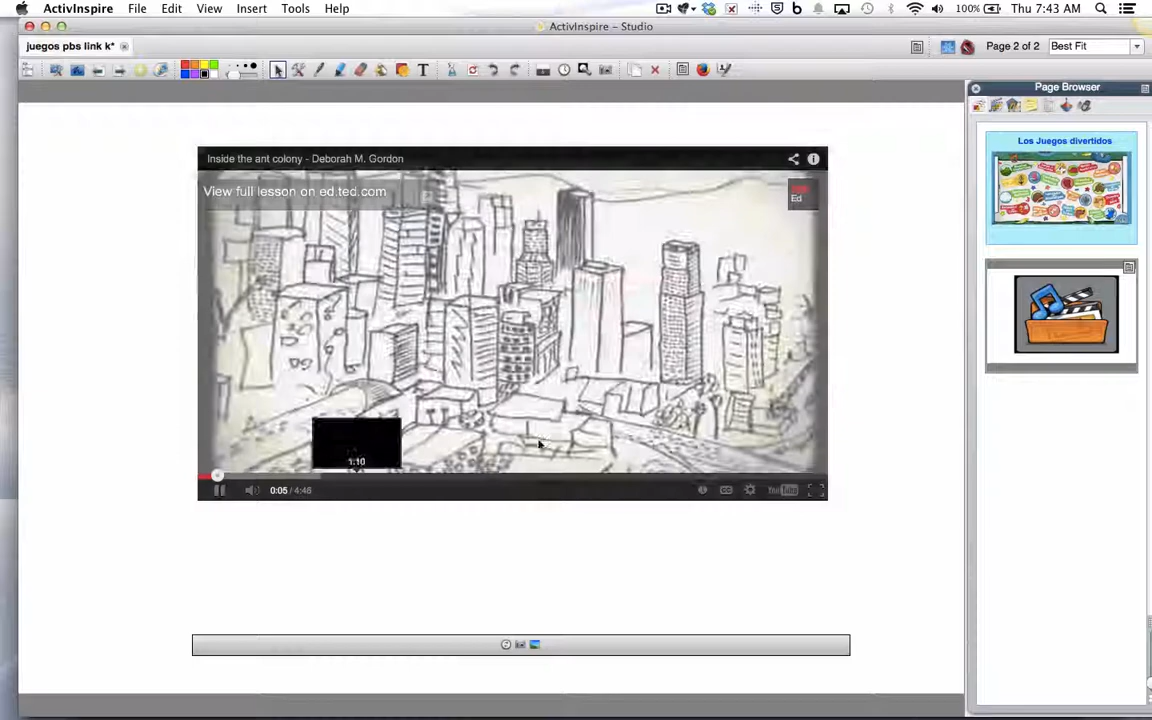 ActivInspire File Edit View Insert Tools Help
100% Thu 7:43 AM
ActivInspire – Studio
juegos pbs link k*
Page 2 of 2
Best Fit
Page Browser
Los Juegos divertidos
Inside the ant colony - Deborah M. Gordon
View full lesson on ed.ted.com
Ed
1:10
0:05 / 4:46
CC
YouTube